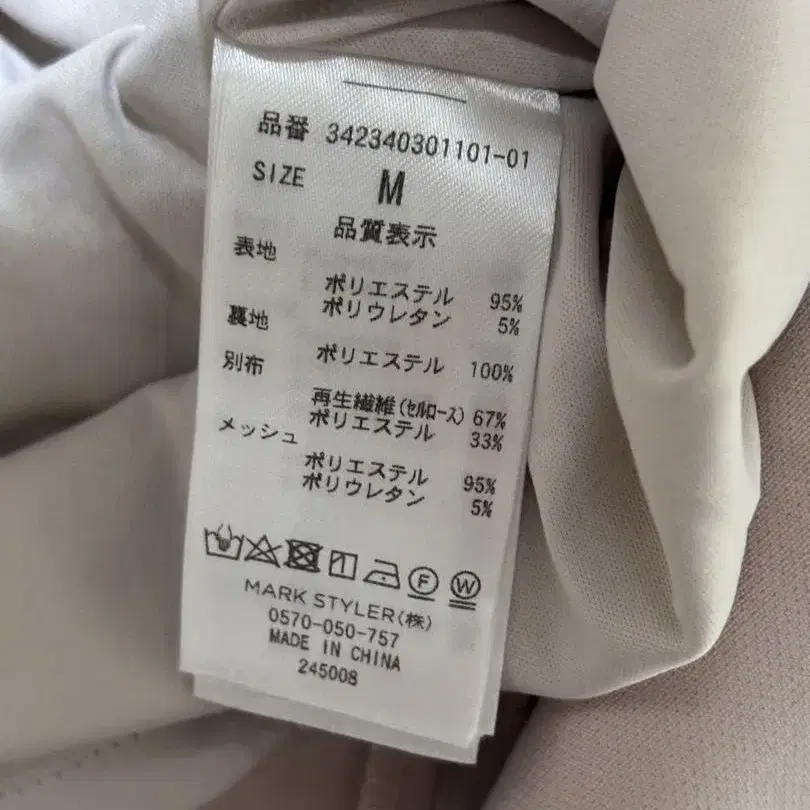 品番 342340301101-01
SIZE M
品質表示
表地
ポリエステル 95%
ポリウレタン 5%
裏地
ポリエステル 100%
別布
再生繊維(セルロース) 67%
ポリエステル 33%
メッシュ
ポリエステル 95%
ポリウレタン 5%
F W
MARK STYLER(株)
0570-050-757
MADE IN CHINA
245008